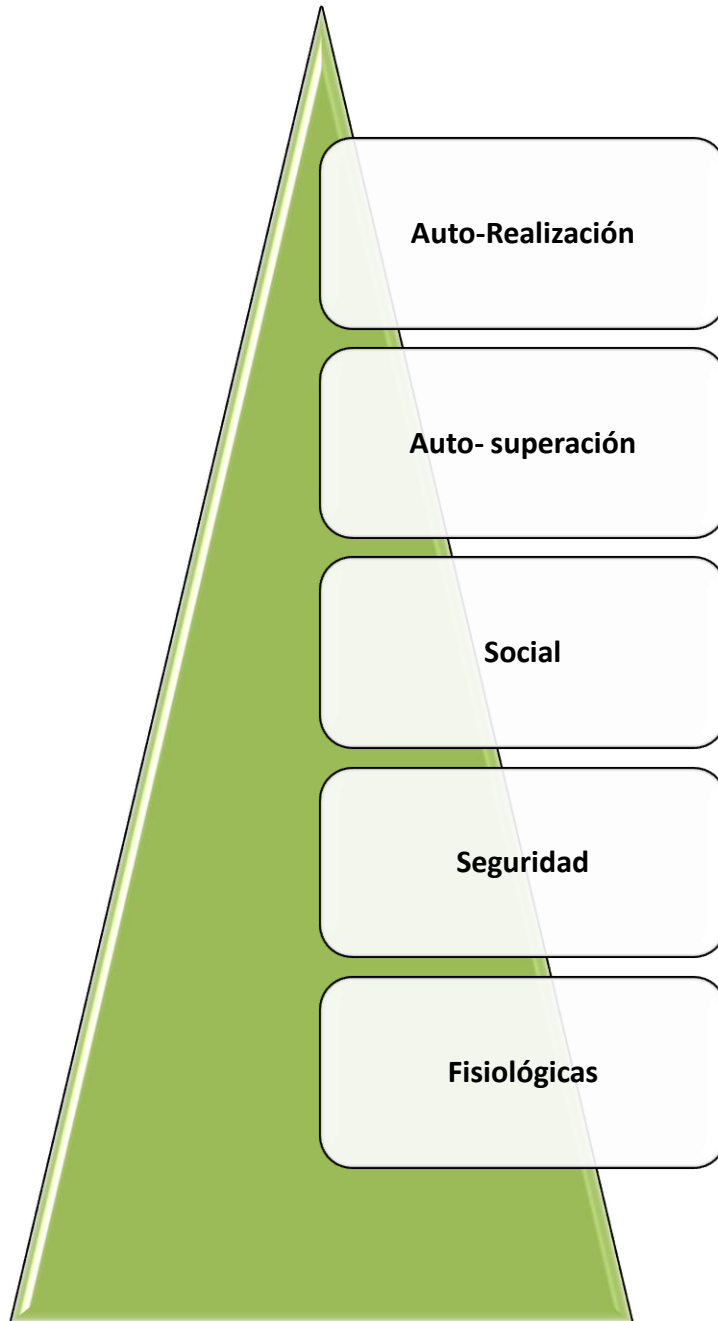 Auto-Realización
Auto- superación
Social
Seguridad
Fisiológicas